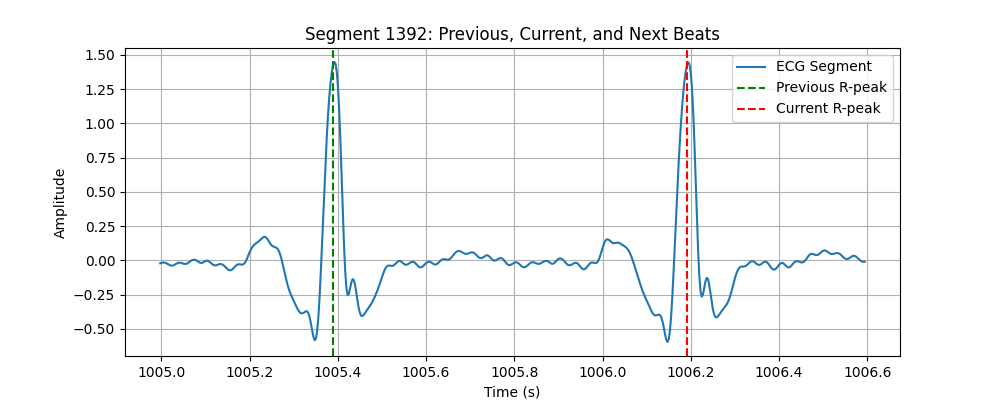 Segment 1392: Previous, Current, and Next Beats
1.50
1.25
1.00
0.75
0.50
0.25
0.00
−0.25
−0.50
Amplitude
ECG Segment
Previous R-peak
Current R-peak
1005.0 1005.2 1005.4 1005.6 1005.8 1006.0 1006.2 1006.4 1006.6
Time (s)